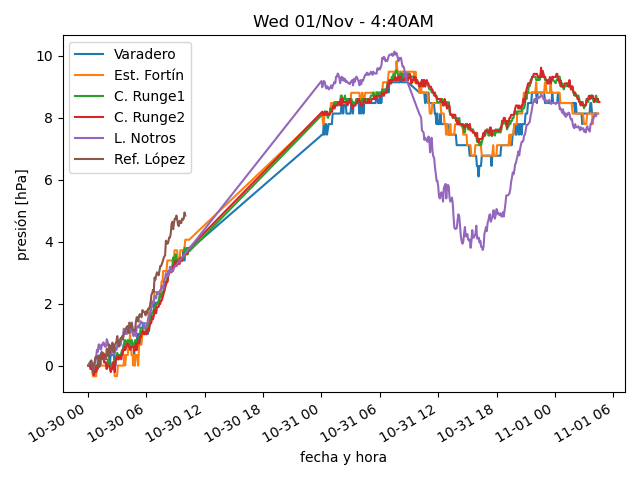 Wed 01/Nov - 4:40AM
Varadero
Est. Fortín
C. Runge1
C. Runge2
L. Notros
Ref. López
presión [hPa]
10
8
6
4
2
0
10-30 00
10-30 06
10-30 12
10-30 18
10-31 00
10-31 06
10-31 12
10-31 18
11-01 00
11-01 06
fecha y hora